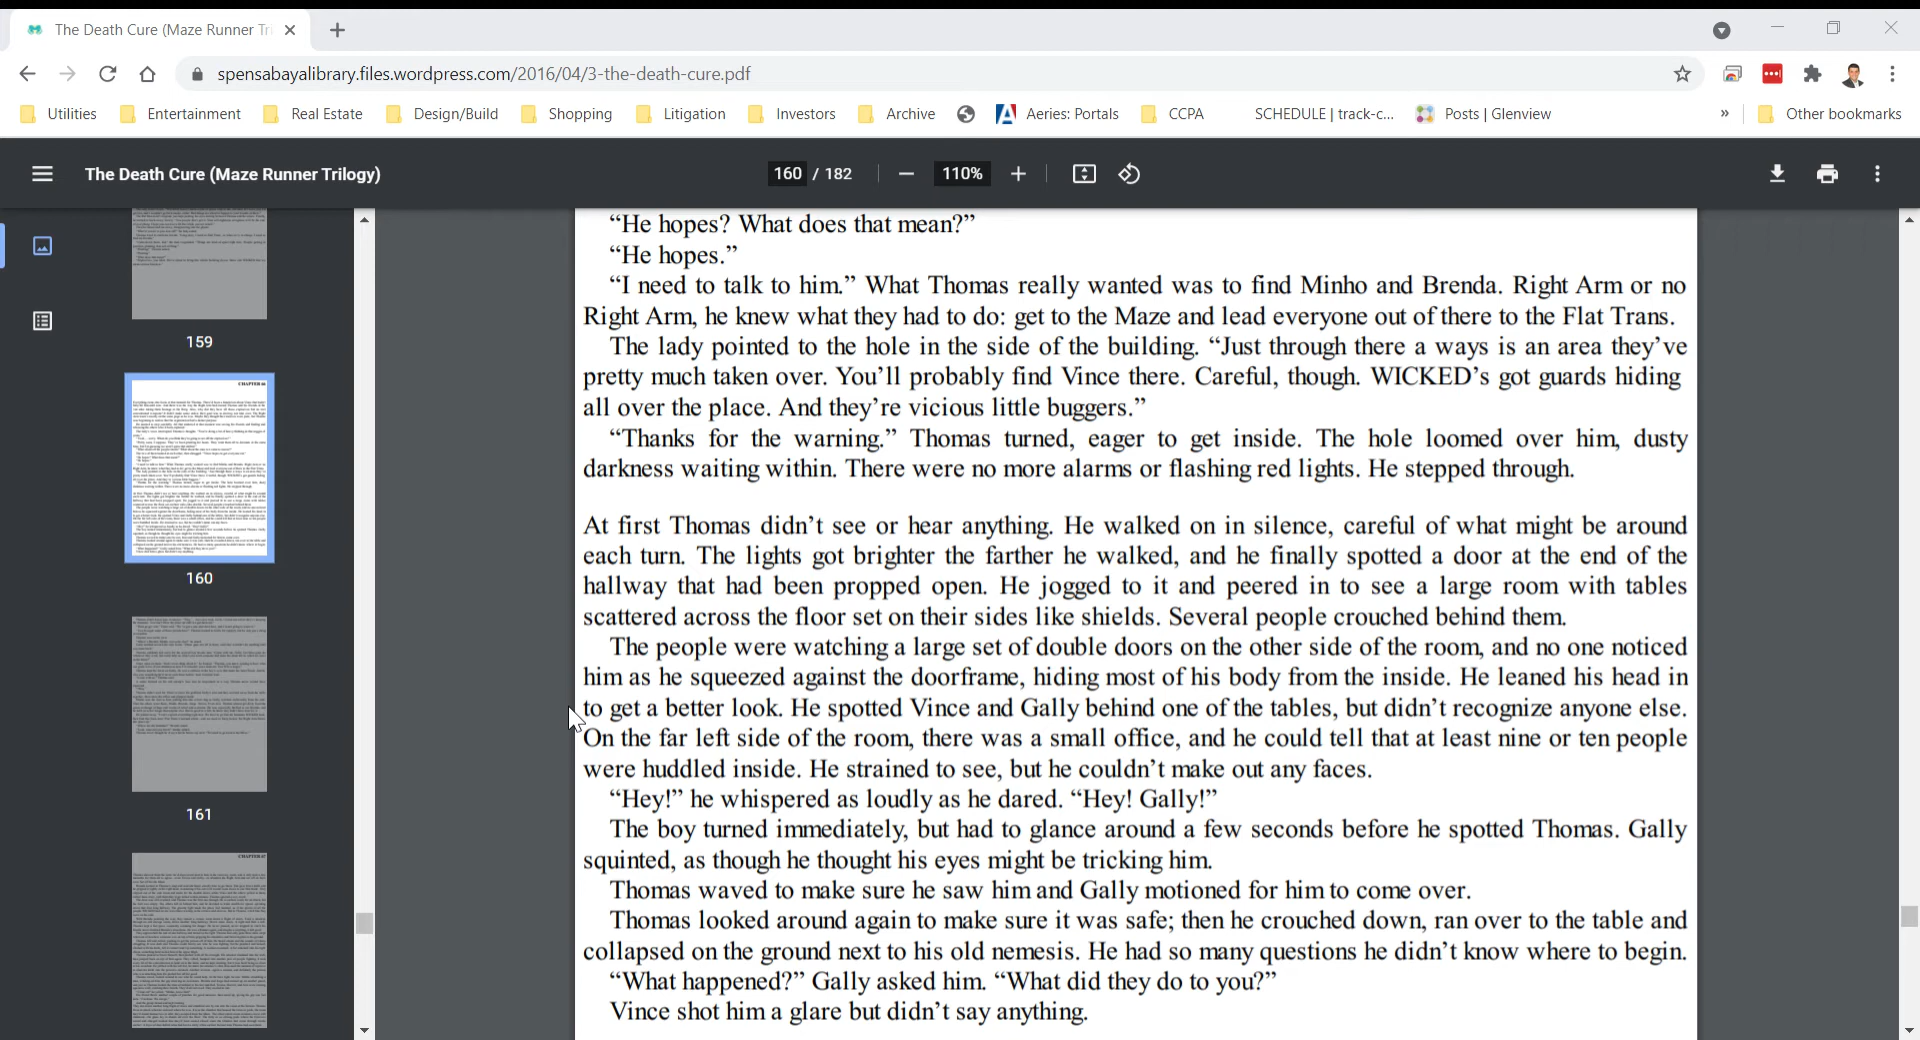 The Death Cure (Maze Runner Tri
spensabayalibrary.files.wordpress.com/2016/04/3-the-death-cure.pdf
Utilities
Entertainment
Real Estate
Design/Build
Shopping
Litigation
Investors
Archive
Aeries: Portals
CCPA
SCHEDULE | track-c...
Posts | Glenview
»
Other bookmarks
The Death Cure (Maze Runner Trilogy)
160 / 182
110%
159
CHAPTER 66
160
161
CHAPTER 67
“He hopes? What does that mean?”
“He hopes.”
“I need to talk to him.” What Thomas really wanted was to find Minho and Brenda. Right Arm or no
Right Arm, he knew what they had to do: get to the Maze and lead everyone out of there to the Flat Trans.
The lady pointed to the hole in the side of the building. “Just through there a ways is an area they’ve
pretty much taken over. You’ll probably find Vince there. Careful, though. WICKED’s got guards hiding
all over the place. And they’re vicious little buggers.”
“Thanks for the warning.” Thomas turned, eager to get inside. The hole loomed over him, dusty
darkness waiting within. There were no more alarms or flashing red lights. He stepped through.
At first Thomas didn’t see or hear anything. He walked on in silence, careful of what might be around
each turn. The lights got brighter the farther he walked, and he finally spotted a door at the end of the
hallway that had been propped open. He jogged to it and peered in to see a large room with tables
scattered across the floor set on their sides like shields. Several people crouched behind them.
The people were watching a large set of double doors on the other side of the room, and no one noticed
him as he squeezed against the doorframe, hiding most of his body from the inside. He leaned his head in
to get a better look. He spotted Vince and Gally behind one of the tables, but didn’t recognize anyone else.
On the far left side of the room, there was a small office, and he could tell that at least nine or ten people
were huddled inside. He strained to see, but he couldn’t make out any faces.
“Hey!” he whispered as loudly as he dared. “Hey! Gally!”
The boy turned immediately, but had to glance around a few seconds before he spotted Thomas. Gally
squinted, as though he thought his eyes might be tricking him.
Thomas waved to make sure he saw him and Gally motioned for him to come over.
Thomas looked around again to make sure it was safe; then he crouched down, ran over to the table and
collapsed on the ground next to his old nemesis. He had so many questions he didn’t know where to begin.
“What happened?” Gally asked him. “What did they do to you?”
Vince shot him a glare but didn’t say anything.